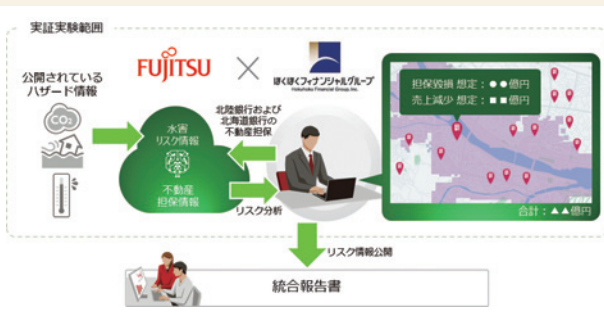 実証実験範囲
公開されている
ハザード情報
CO2
FUJITSU
×
ほくほくフィナンシャルグループ
Hokuhoku Financial Group, Inc.
水害
リスク情報
不動産
担保情報
北陸銀行および
北海道銀行の
不動産担保
リスク分析
担保毀損 想定：●●億円
売上減少 想定：■■億円
合計：▲▲億円
リスク情報公開
統合報告書